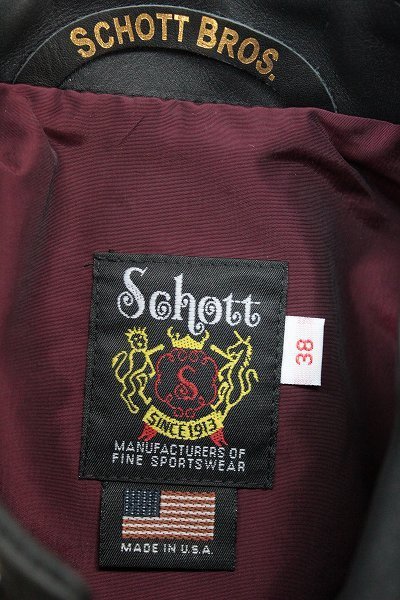 SCHOTT BROS.
Schott
S
SINCE 1913
MANUFACTURERS OF
FINE SPORTSWEAR
38
MADE IN U.S.A.